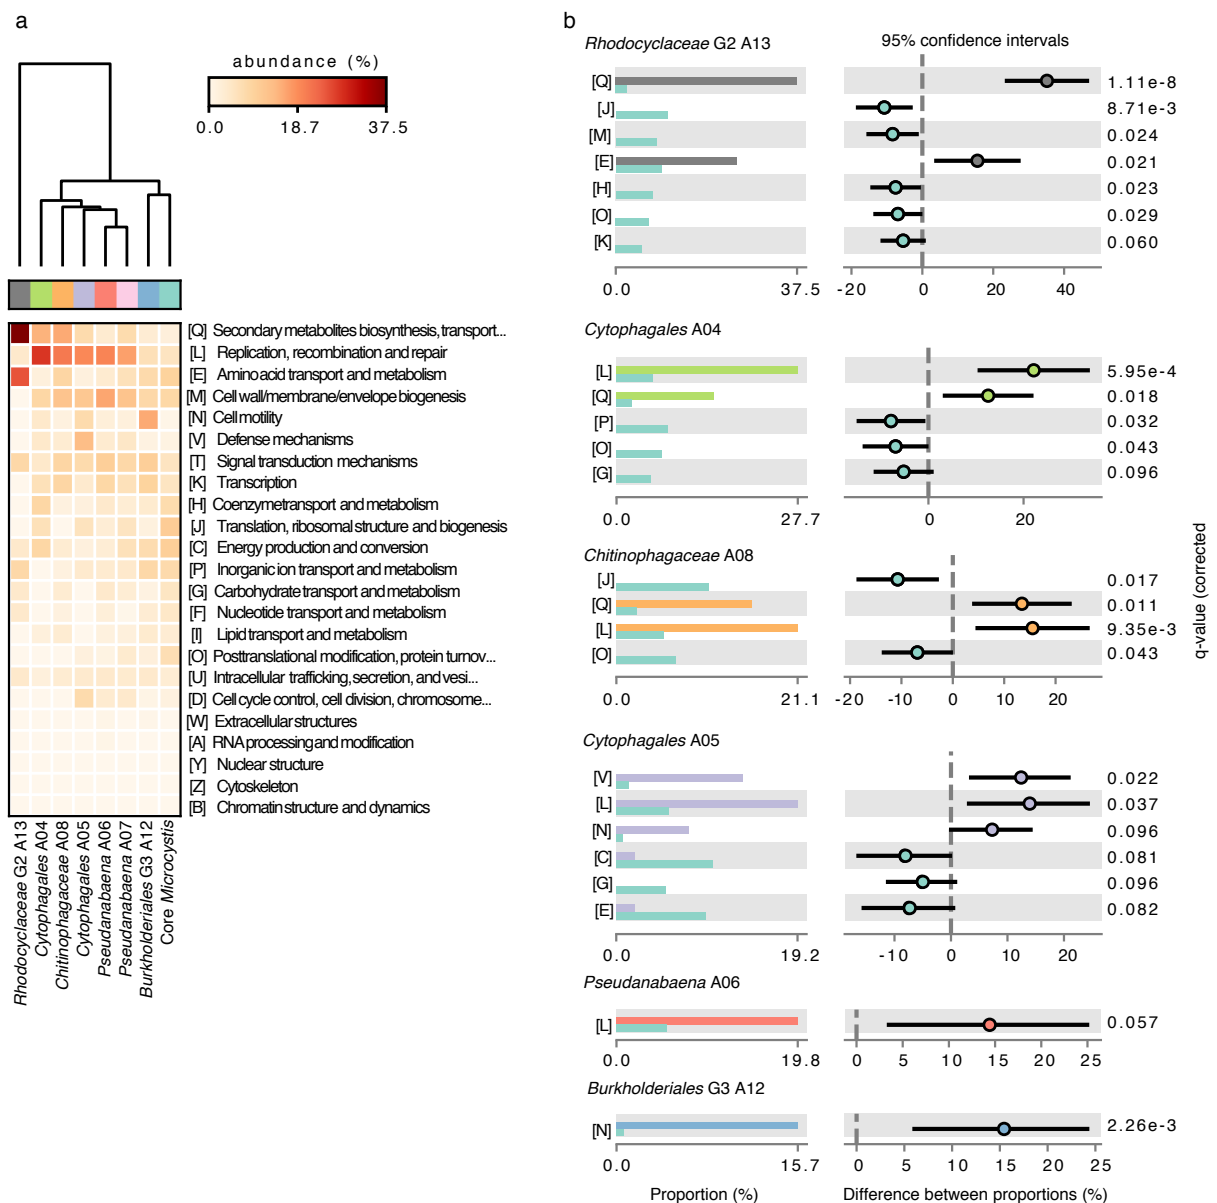 a
abundance (%)
0.0 18.7 37.5
[Q] Secondary metabolites biosynthesis, transport...
[L] Replication, recombination and repair
[E] Amino acid transport and metabolism
[M] Cell wall/membrane/envelope biogenesis
[N] Cell motility
[V] Defense mechanisms
[T] Signal transduction mechanisms
[K] Transcription
[H] Coenzyme transport and metabolism
[J] Translation, ribosomal structure and biogenesis
[C] Energy production and conversion
[P] Inorganic ion transport and metabolism
[G] Carbohydrate transport and metabolism
[F] Nucleotide transport and metabolism
[I] Lipid transport and metabolism
[O] Posttranslational modification, protein turnov...
[U] Intracellular trafficking, secretion, and vesi...
[D] Cell cycle control, cell division, chromosome...
[W] Extracellular structures
[A] RNA processing and modification
[Y] Nuclear structure
[Z] Cytoskeleton
[B] Chromatin structure and dynamics
Rhodocyclaceae G2 A13
Cytophagales A04
Chitinophagaceae A08
Cytophagales A05
Pseudanabaena A06
Pseudanabaena A07
Burkholderiales G3 A12
Core Microcystis
b
Rhodocyclaceae G2 A13
95% confidence intervals
[Q] 1.11e-8
[J] 8.71e-3
[M] 0.024
[E] 0.021
[H] 0.023
[O] 0.029
[K] 0.060
0.0 37.5 -20 0 20 40
Cytophagales A04
[L] 5.95e-4
[Q] 0.018
[P] 0.032
[O] 0.043
[G] 0.096
0.0 27.7 0 20
Chitinophagaceae A08
[J] 0.017
[Q] 0.011
[L] 9.35e-3
[O] 0.043
0.0 21.1 -20 -10 0 10 20
Cytophagales A05
[V] 0.022
[L] 0.037
[N] 0.096
[C] 0.081
[G] 0.096
[E] 0.082
0.0 19.2 -10 0 10 20
Pseudanabaena A06
[L] 0.057
0.0 19.8 0 5 10 15 20 25
Burkholderiales G3 A12
[N] 2.26e-3
0.0 15.7 0 5 10 15 20 25
Proportion (%) Difference between proportions (%)
q-value (corrected